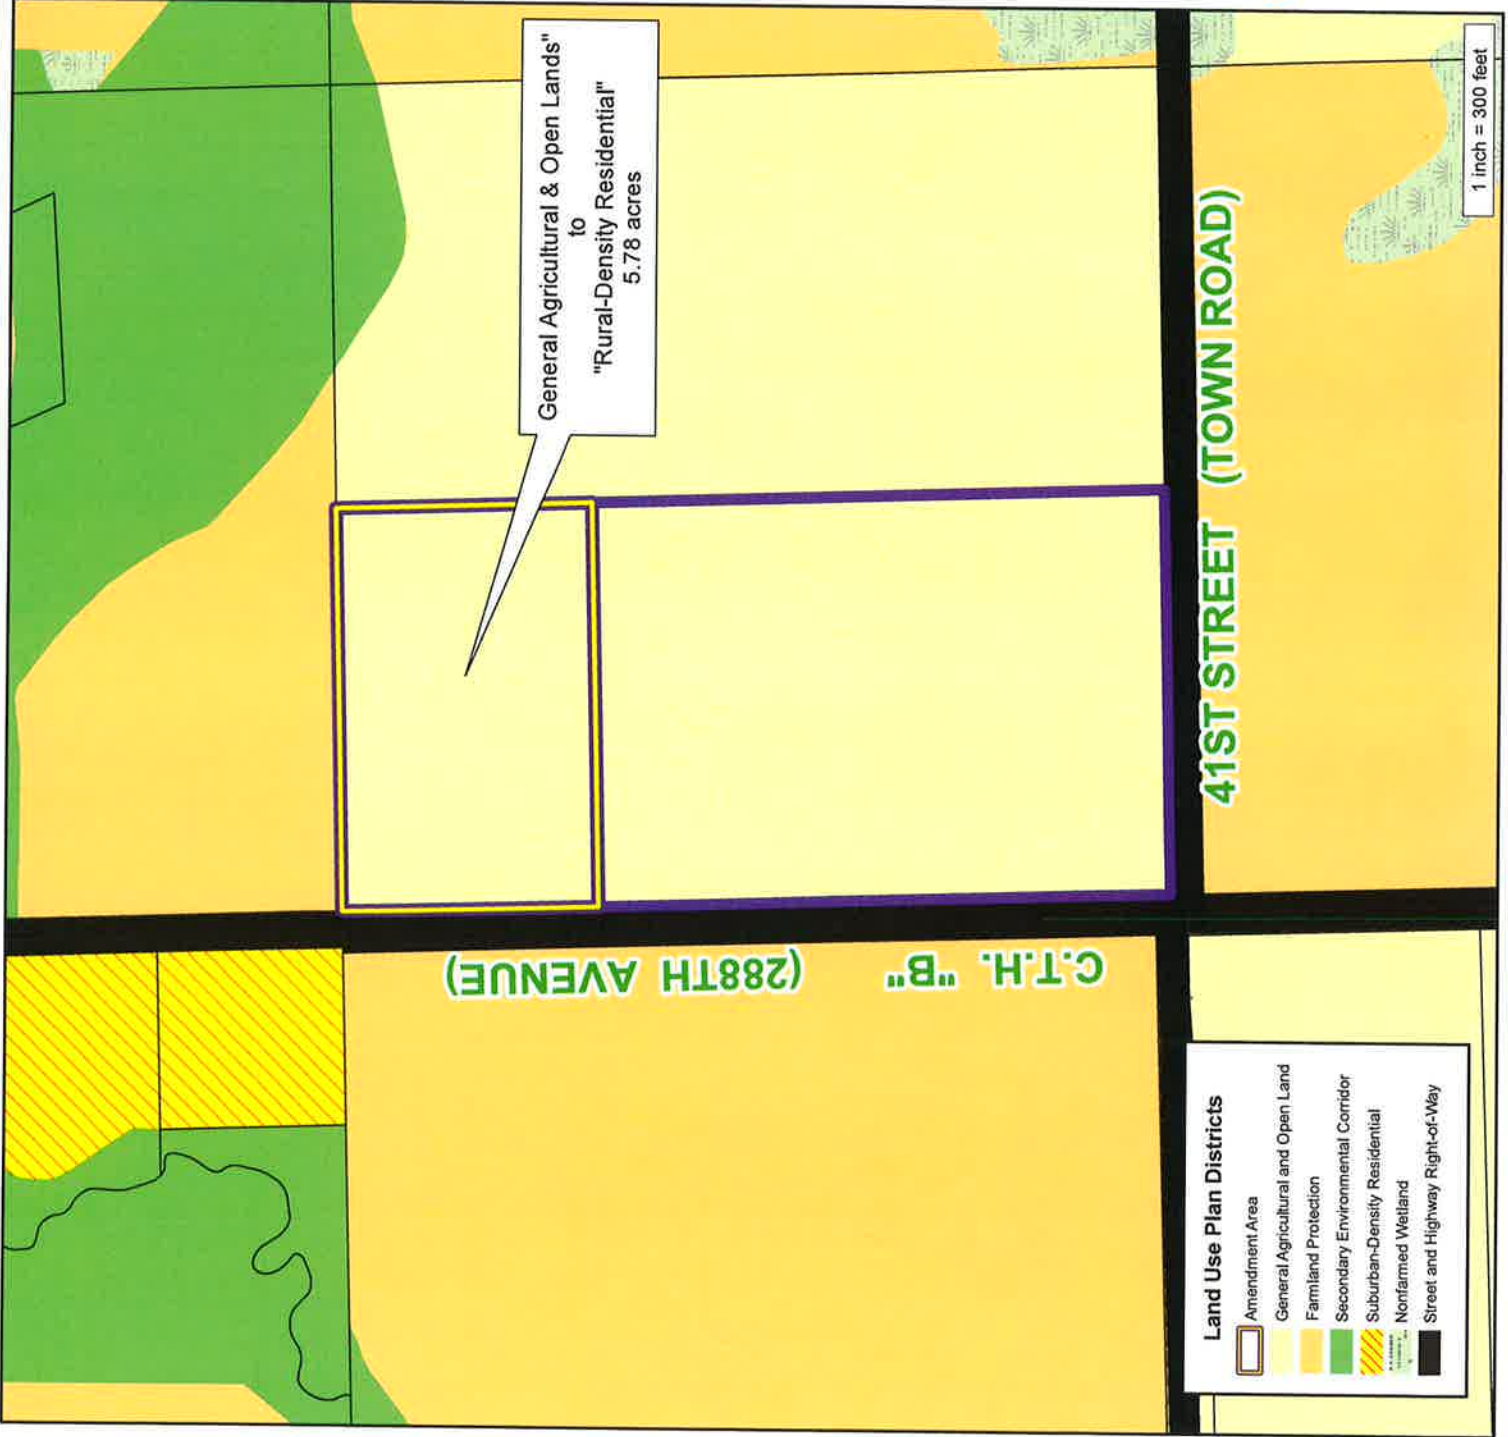 General Agricultural & Open Lands"
to
"Rural-Density Residential"
5.78 acres
41ST STREET (TOWN ROAD)
C.T.H. "B" (288TH AVENUE)
1 inch = 300 feet
Land Use Plan Districts
Amendment Area
General Agricultural and Open Land
Farmland Protection
Secondary Environmental Corridor
Suburban-Density Residential
Nonfarmed Wetland
Street and Highway Right-of-Way